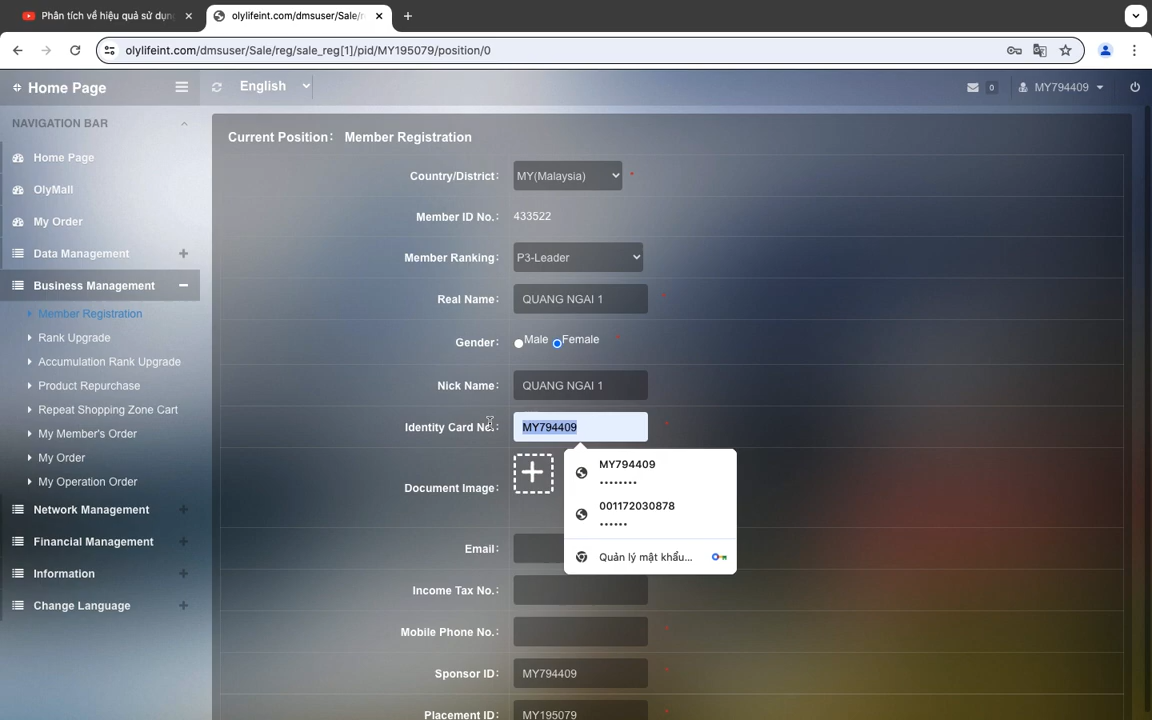 Phân tích về hiệu quả sử dụn
olylifeint.com/dmsuser/Sale/r
olylifeint.com/dmsuser/Sale/reg/sale_reg[1]/pid/MY195079/position/0
Home Page
English
0
MY794409
NAVIGATION BAR
Home Page
OlyMall
My Order
Data Management
Business Management
Member Registration
Rank Upgrade
Accumulation Rank Upgrade
Product Repurchase
Repeat Shopping Zone Cart
My Member's Order
My Order
My Operation Order
Network Management
Financial Management
Information
Change Language
Current Position: Member Registration
Country/District: MY(Malaysia) *
Member ID No.: 433522
Member Ranking: P3-Leader
Real Name: QUANG NGAI 1 *
Gender: Male Female *
Nick Name: QUANG NGAI 1
Identity Card No.: MY794409 *
MY794409
••••••••
001172030878
••••••
Quản lý mật khẩu...
Document Image:
Email:
Income Tax No.:
Mobile Phone No.: *
Sponsor ID: MY794409 *
Placement ID: MY195079 *